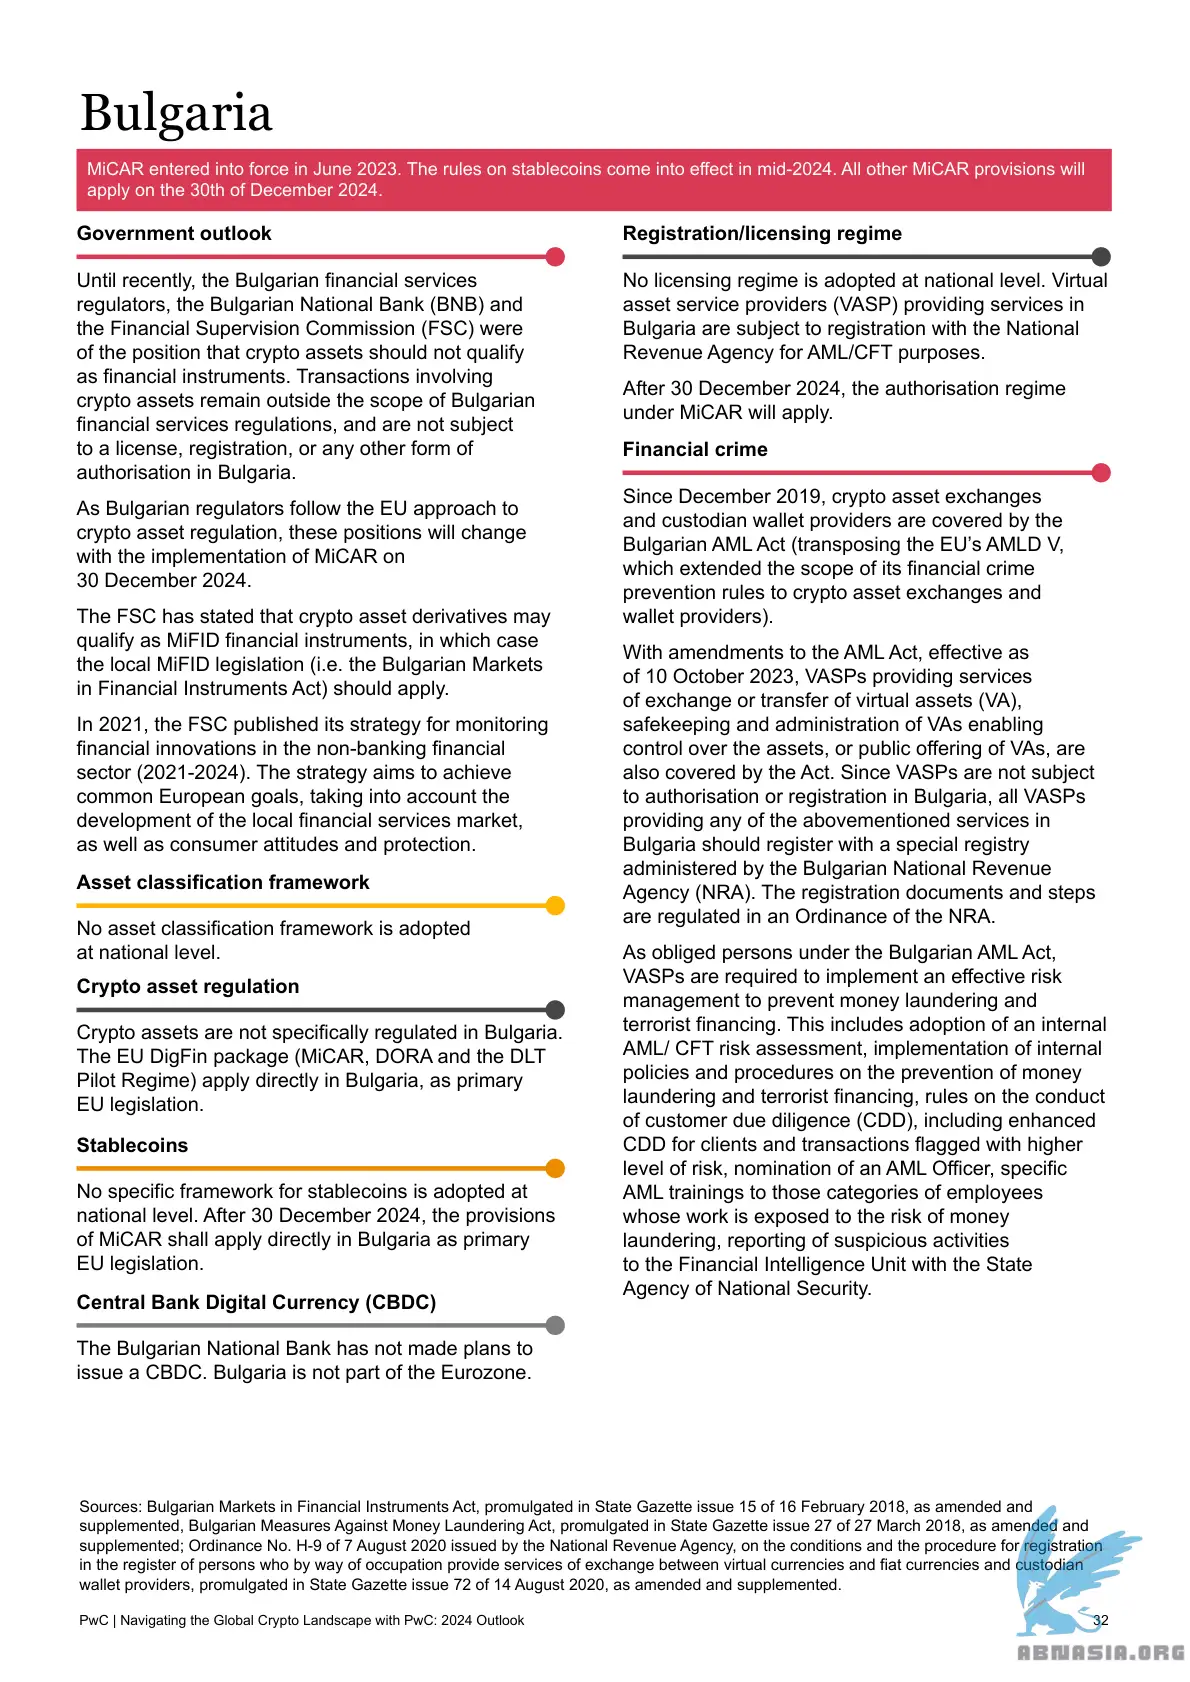 Bulgaria
MiCAR entered into force in June 2023. The rules on stablecoins come into effect in mid-2024. All other MiCAR provisions will
apply on the 30th of December 2024.
Government outlook
Until recently, the Bulgarian financial services
regulators, the Bulgarian National Bank (BNB) and
the Financial Supervision Commission (FSC) were
of the position that crypto assets should not qualify
as financial instruments. Transactions involving
crypto assets remain outside the scope of Bulgarian
financial services regulations, and are not subject
to a license, registration, or any other form of
authorisation in Bulgaria.
As Bulgarian regulators follow the EU approach to
crypto asset regulation, these positions will change
with the implementation of MiCAR on
30 December 2024.
The FSC has stated that crypto asset derivatives may
qualify as MiFID financial instruments, in which case
the local MiFID legislation (i.e. the Bulgarian Markets
in Financial Instruments Act) should apply.
In 2021, the FSC published its strategy for monitoring
financial innovations in the non-banking financial
sector (2021-2024). The strategy aims to achieve
common European goals, taking into account the
development of the local financial services market,
as well as consumer attitudes and protection.
Asset classification framework
No asset classification framework is adopted
at national level.
Crypto asset regulation
Crypto assets are not specifically regulated in Bulgaria.
The EU DigFin package (MiCAR, DORA and the DLT
Pilot Regime) apply directly in Bulgaria, as primary
EU legislation.
Stablecoins
No specific framework for stablecoins is adopted at
national level. After 30 December 2024, the provisions
of MiCAR shall apply directly in Bulgaria as primary
EU legislation.
Central Bank Digital Currency (CBDC)
The Bulgarian National Bank has not made plans to
issue a CBDC. Bulgaria is not part of the Eurozone.
Registration/licensing regime
No licensing regime is adopted at national level. Virtual
asset service providers (VASP) providing services in
Bulgaria are subject to registration with the National
Revenue Agency for AML/CFT purposes.
After 30 December 2024, the authorisation regime
under MiCAR will apply.
Financial crime
Since December 2019, crypto asset exchanges
and custodian wallet providers are covered by the
Bulgarian AML Act (transposing the EU’s AMLD V,
which extended the scope of its financial crime
prevention rules to crypto asset exchanges and
wallet providers).
With amendments to the AML Act, effective as
of 10 October 2023, VASPs providing services
of exchange or transfer of virtual assets (VA),
safekeeping and administration of VAs enabling
control over the assets, or public offering of VAs, are
also covered by the Act. Since VASPs are not subject
to authorisation or registration in Bulgaria, all VASPs
providing any of the abovementioned services in
Bulgaria should register with a special registry
administered by the Bulgarian National Revenue
Agency (NRA). The registration documents and steps
are regulated in an Ordinance of the NRA.
As obliged persons under the Bulgarian AML Act,
VASPs are required to implement an effective risk
management to prevent money laundering and
terrorist financing. This includes adoption of an internal
AML/ CFT risk assessment, implementation of internal
policies and procedures on the prevention of money
laundering and terrorist financing, rules on the conduct
of customer due diligence (CDD), including enhanced
CDD for clients and transactions flagged with higher
level of risk, nomination of an AML Officer, specific
AML trainings to those categories of employees
whose work is exposed to the risk of money
laundering, reporting of suspicious activities
to the Financial Intelligence Unit with the State
Agency of National Security.
Sources: Bulgarian Markets in Financial Instruments Act, promulgated in State Gazette issue 15 of 16 February 2018, as amended and
supplemented, Bulgarian Measures Against Money Laundering Act, promulgated in State Gazette issue 27 of 27 March 2018, as amended and
supplemented; Ordinance No. H-9 of 7 August 2020 issued by the National Revenue Agency, on the conditions and the procedure for registration
in the register of persons who by way of occupation provide services of exchange between virtual currencies and fiat currencies and custodian
wallet providers, promulgated in State Gazette issue 72 of 14 August 2020, as amended and supplemented.
PwC | Navigating the Global Crypto Landscape with PwC: 2024 Outlook
32
ABNASIA.ORG